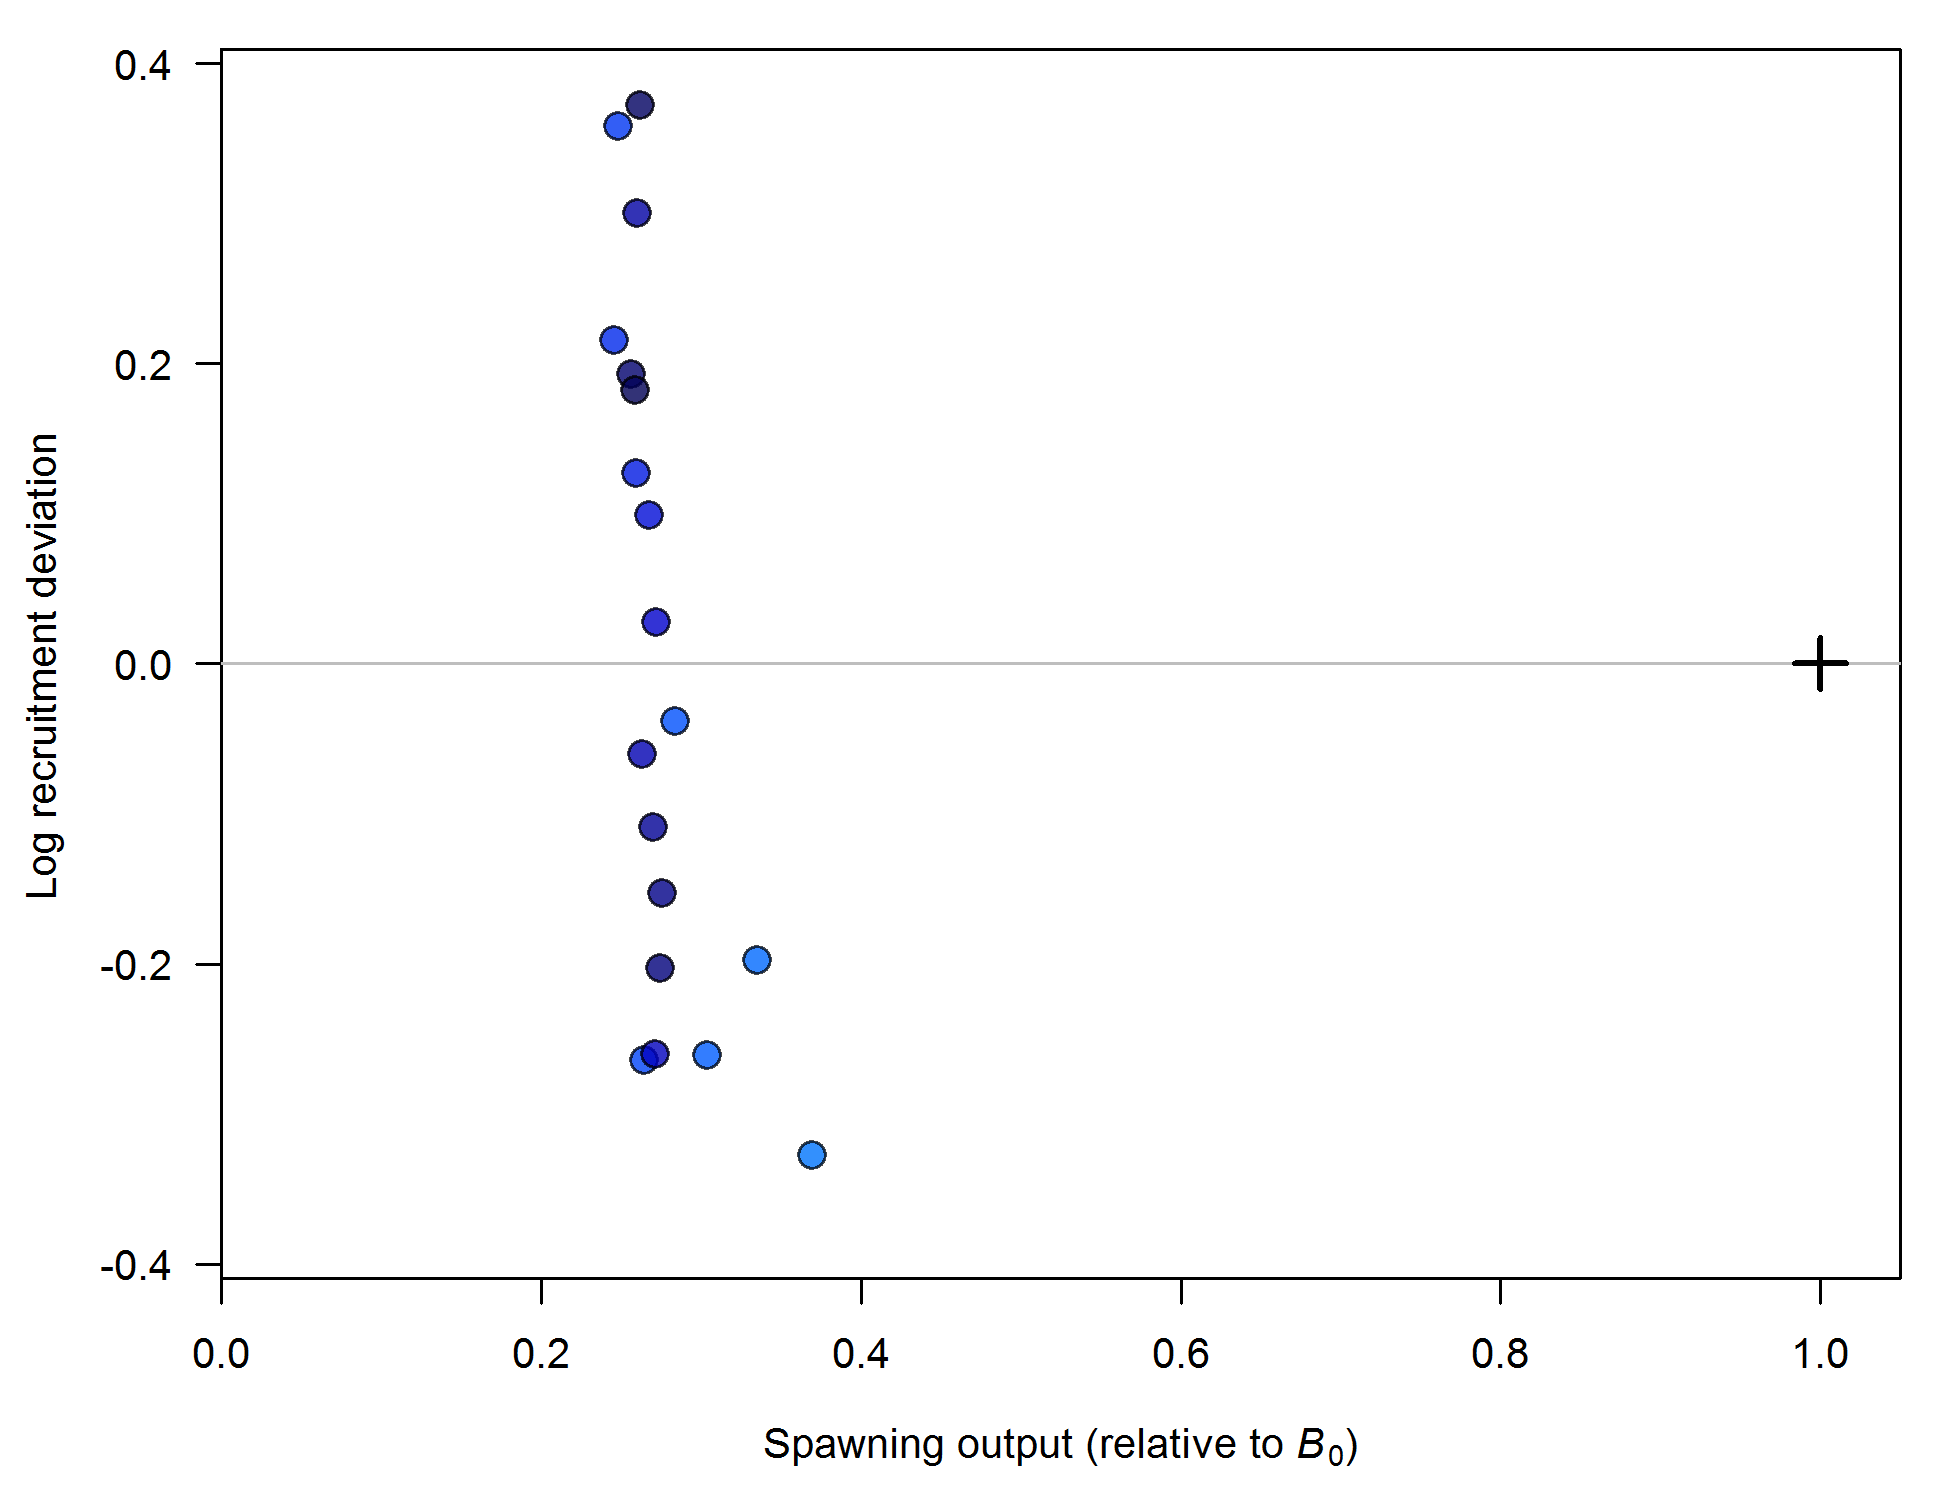 0.4
0.2
0.0
-0.2
-0.4
Log recruitment deviation
0.0 0.2 0.4 0.6 0.8 1.0
Spawning output (relative to B₀)